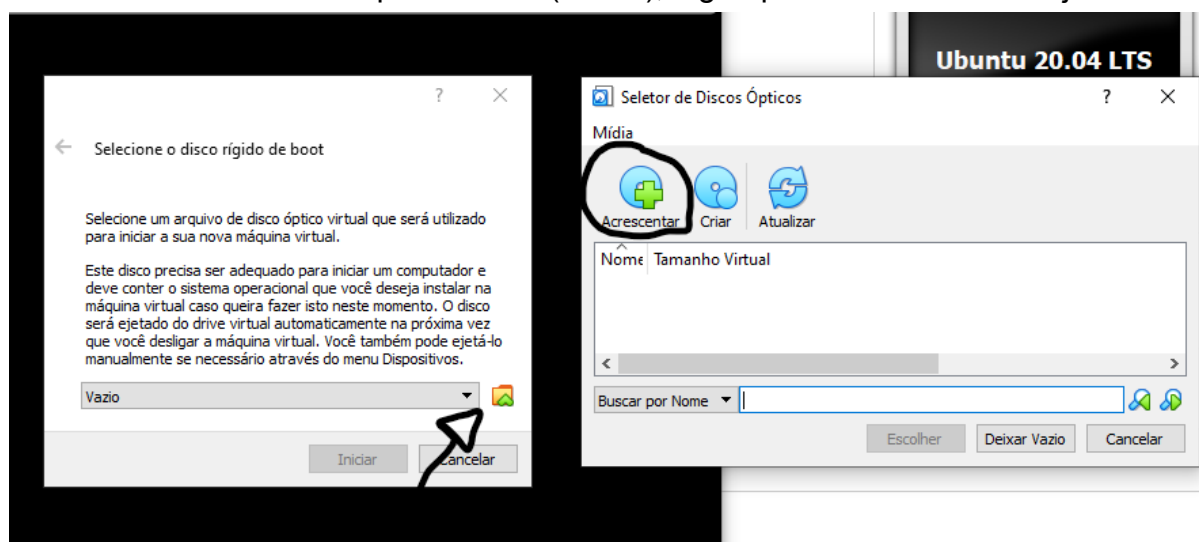 Ubuntu 20.04 LTS
Selecione o disco rígido de boot
Selecione um arquivo de disco óptico virtual que será utilizado
para iniciar a sua nova máquina virtual.
Este disco precisa ser adequado para iniciar um computador e
deve conter o sistema operacional que você deseja instalar na
máquina virtual caso queira fazer isto neste momento. O disco
será ejetado do drive virtual automaticamente na próxima vez
que você desligar a máquina virtual. Você também pode ejetá-lo
manualmente se necessário através do menu Dispositivos.
Vazio
Iniciar
Cancelar
Seletor de Discos Ópticos
Mídia
Acrescentar
Criar
Atualizar
Nome Tamanho Virtual
Buscar por Nome
Escolher
Deixar Vazio
Cancelar